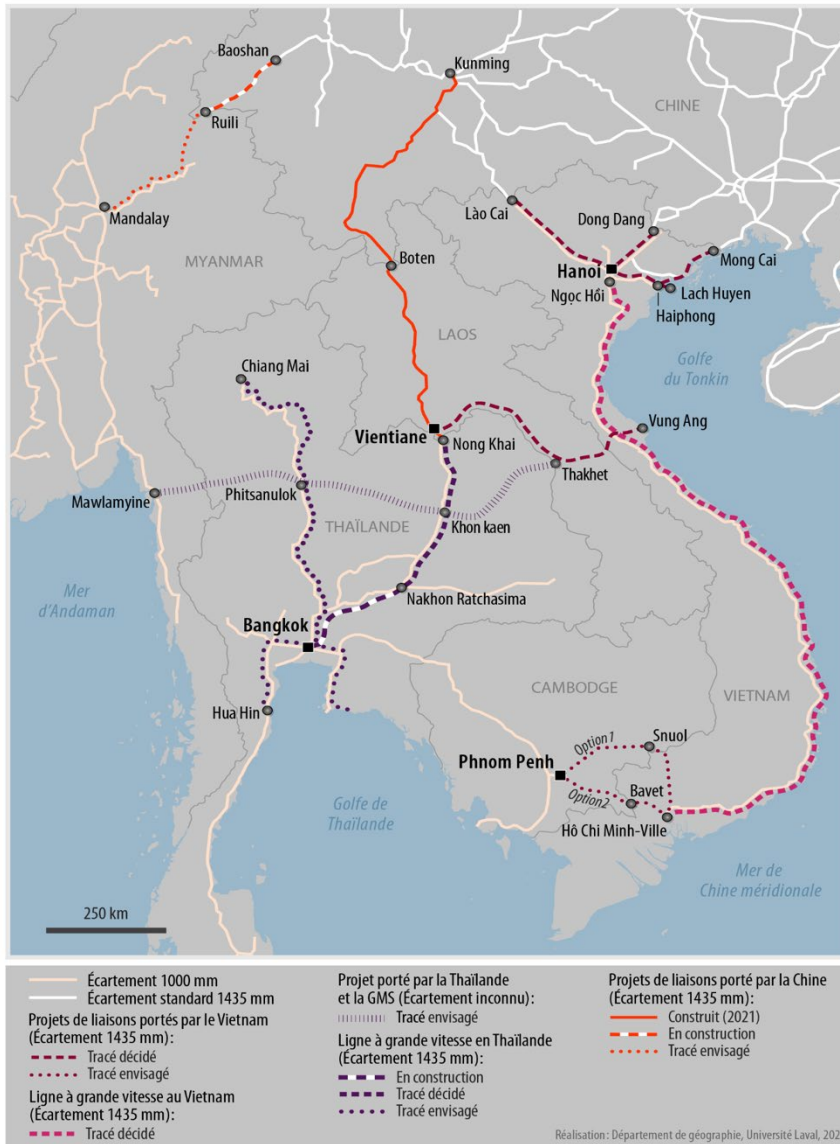 Baoshan
Kunming
CHINE
Ruili
Mandalay
Lào Cai
Dong Dang
Mong Cai
Hanoi
Boten
MYANMAR
Ngọc Hồi
Lach Huyen
Haiphong
LAOS
Golfe
du Tonkin
Chiang Mai
Vientiane
Nong Khai
Vung Ang
Thakhet
Mawlamyine
Phitsanulok
THAÏLANDE
Khon kaen
Mer
d'Andaman
Nakhon Ratchasima
Bangkok
Hua Hin
CAMBODGE
VIETNAM
Snuol
Option1
Phnom Penh
Bavet
Option2
Hô Chi Minh-Ville
Golfe de
Thaïlande
Mer de
Chine méridionale
250 km
Écartement 1000 mm
Écartement standard 1435 mm
Projets de liaisons portés par le Vietnam
(Écartement 1435 mm) :
Tracé décidé
Tracé envisagé
Ligne à grande vitesse au Vietnam
(Écartement 1435 mm) :
Tracé décidé
Projet porté par la Thaïlande
et la GMS (Écartement inconnu) :
Tracé envisagé
Ligne à grande vitesse en Thaïlande
(Écartement 1435 mm) :
En construction
Tracé décidé
Tracé envisagé
Projets de liaisons porté par la Chine
(Écartement 1435 mm) :
Construit (2021)
En construction
Tracé envisagé
Réalisation : Département de géographie, Université Laval,